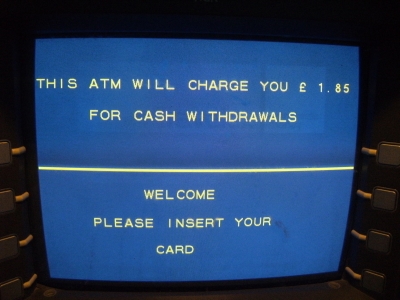 THIS ATM WILL CHARGE YOU £ 1.85
FOR CASH WITHDRAWALS
WELCOME
PLEASE INSERT YOUR
CARD